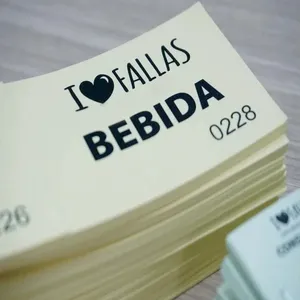 I ♥ FALLAS
BEBIDA
0228
26
I ♥